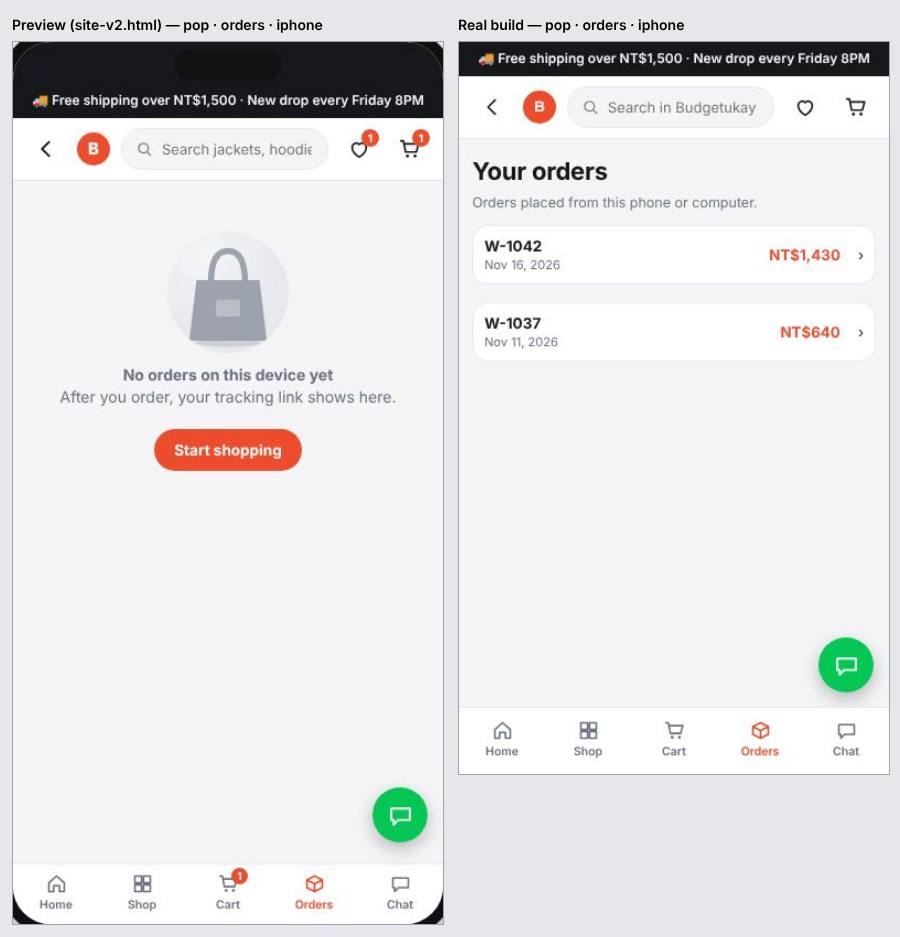 Preview (site-v2.html) — pop · orders · iphone
🚚 Free shipping over NT$1,500 · New drop every Friday 8PM
B
Search jackets, hoodie
1
1
No orders on this device yet
After you order, your tracking link shows here.
Start shopping
1
Home
Shop
Cart
Orders
Chat
Real build — pop · orders · iphone
🚚 Free shipping over NT$1,500 · New drop every Friday 8PM
B
Search in Budgetukay
Your orders
Orders placed from this phone or computer.
W-1042
NT$1,430 ›
Nov 16, 2026
W-1037
NT$640 ›
Nov 11, 2026
Home
Shop
Cart
Orders
Chat